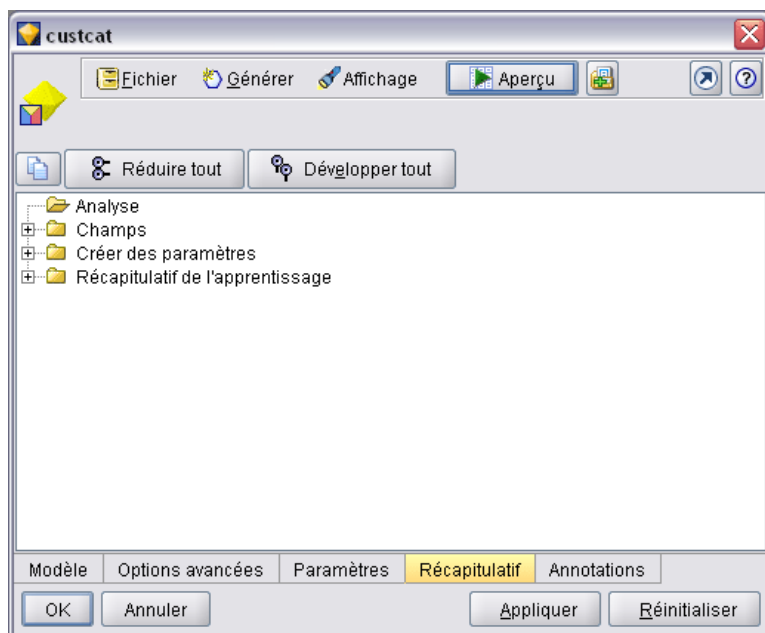 custcat
Fichier Générer Affichage Aperçu
Réduire tout Développer tout
Analyse
Champs
Créer des paramètres
Récapitulatif de l'apprentissage
Modèle Options avancées Paramètres Récapitulatif Annotations
OK Annuler Appliquer Réinitialiser